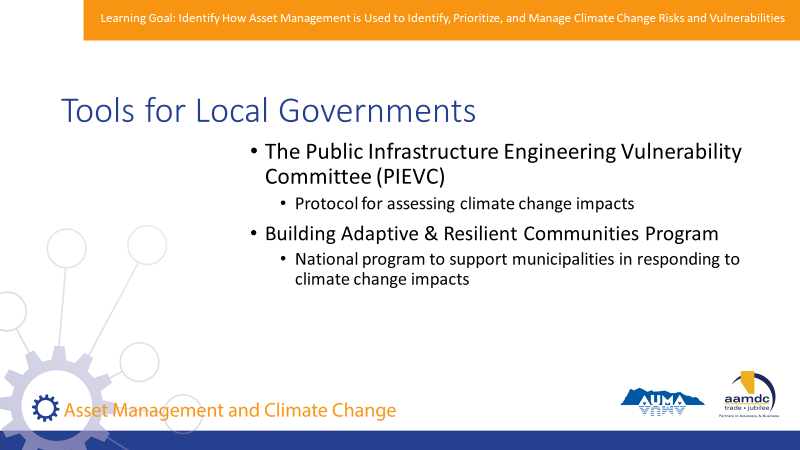 Learning Goal: Identify How Asset Management is Used to Identify, Prioritize, and Manage Climate Change Risks and Vulnerabilities
Tools for Local Governments
• The Public Infrastructure Engineering Vulnerability
Committee (PIEVC)
• Protocol for assessing climate change impacts
• Building Adaptive & Resilient Communities Program
• National program to support municipalities in responding to
climate change impacts
Asset Management and Climate Change
AUMA
aamdc
trade • jubilee
Partners in Advocacy & Business